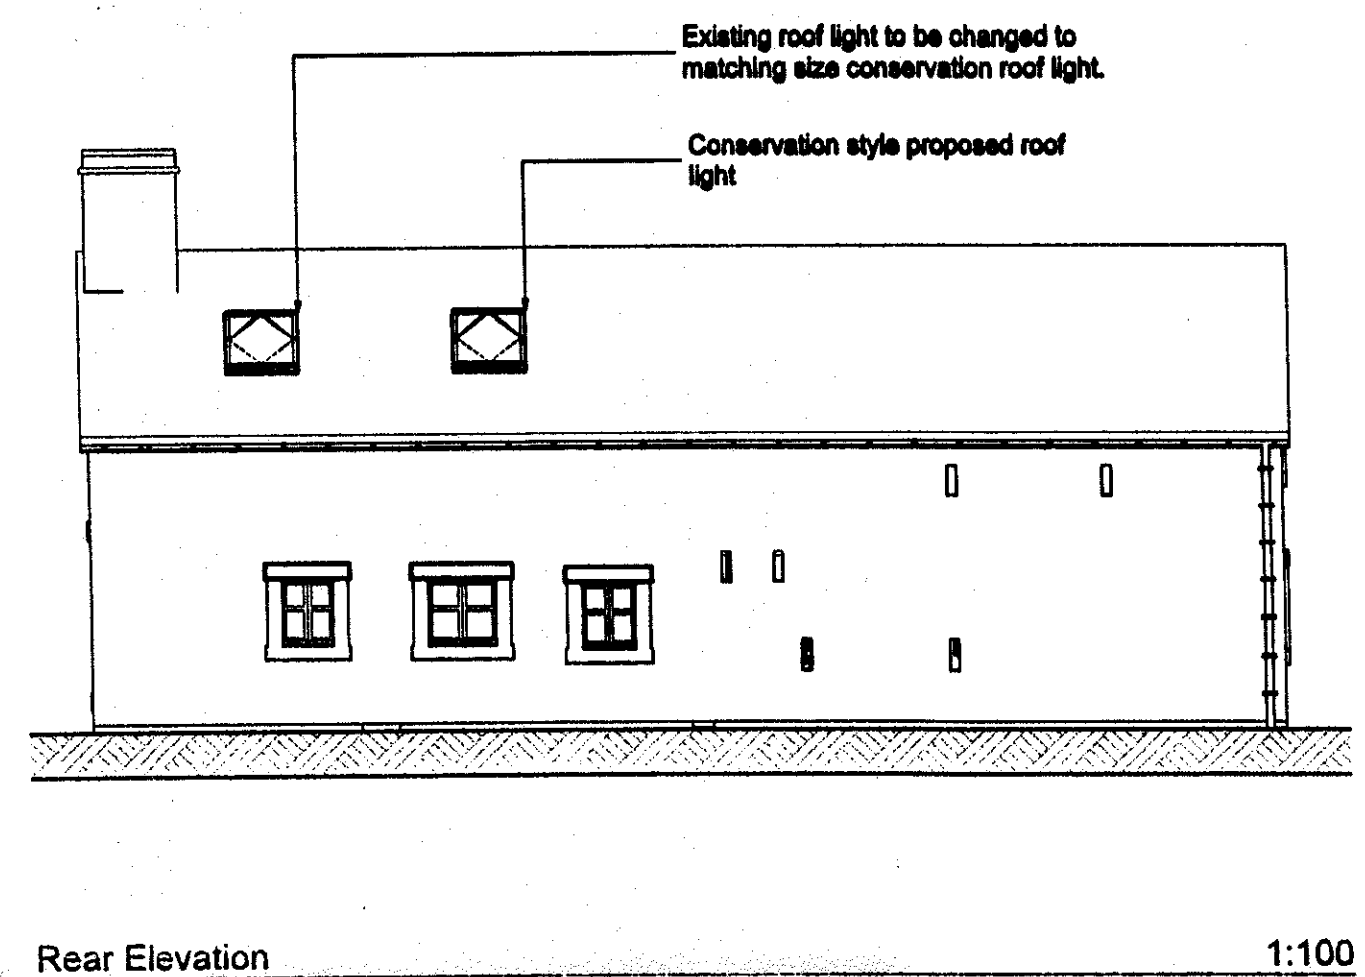 Existing roof light to be changed to
matching size conservation roof light.
Conservation style proposed roof
light
Rear Elevation
1:100